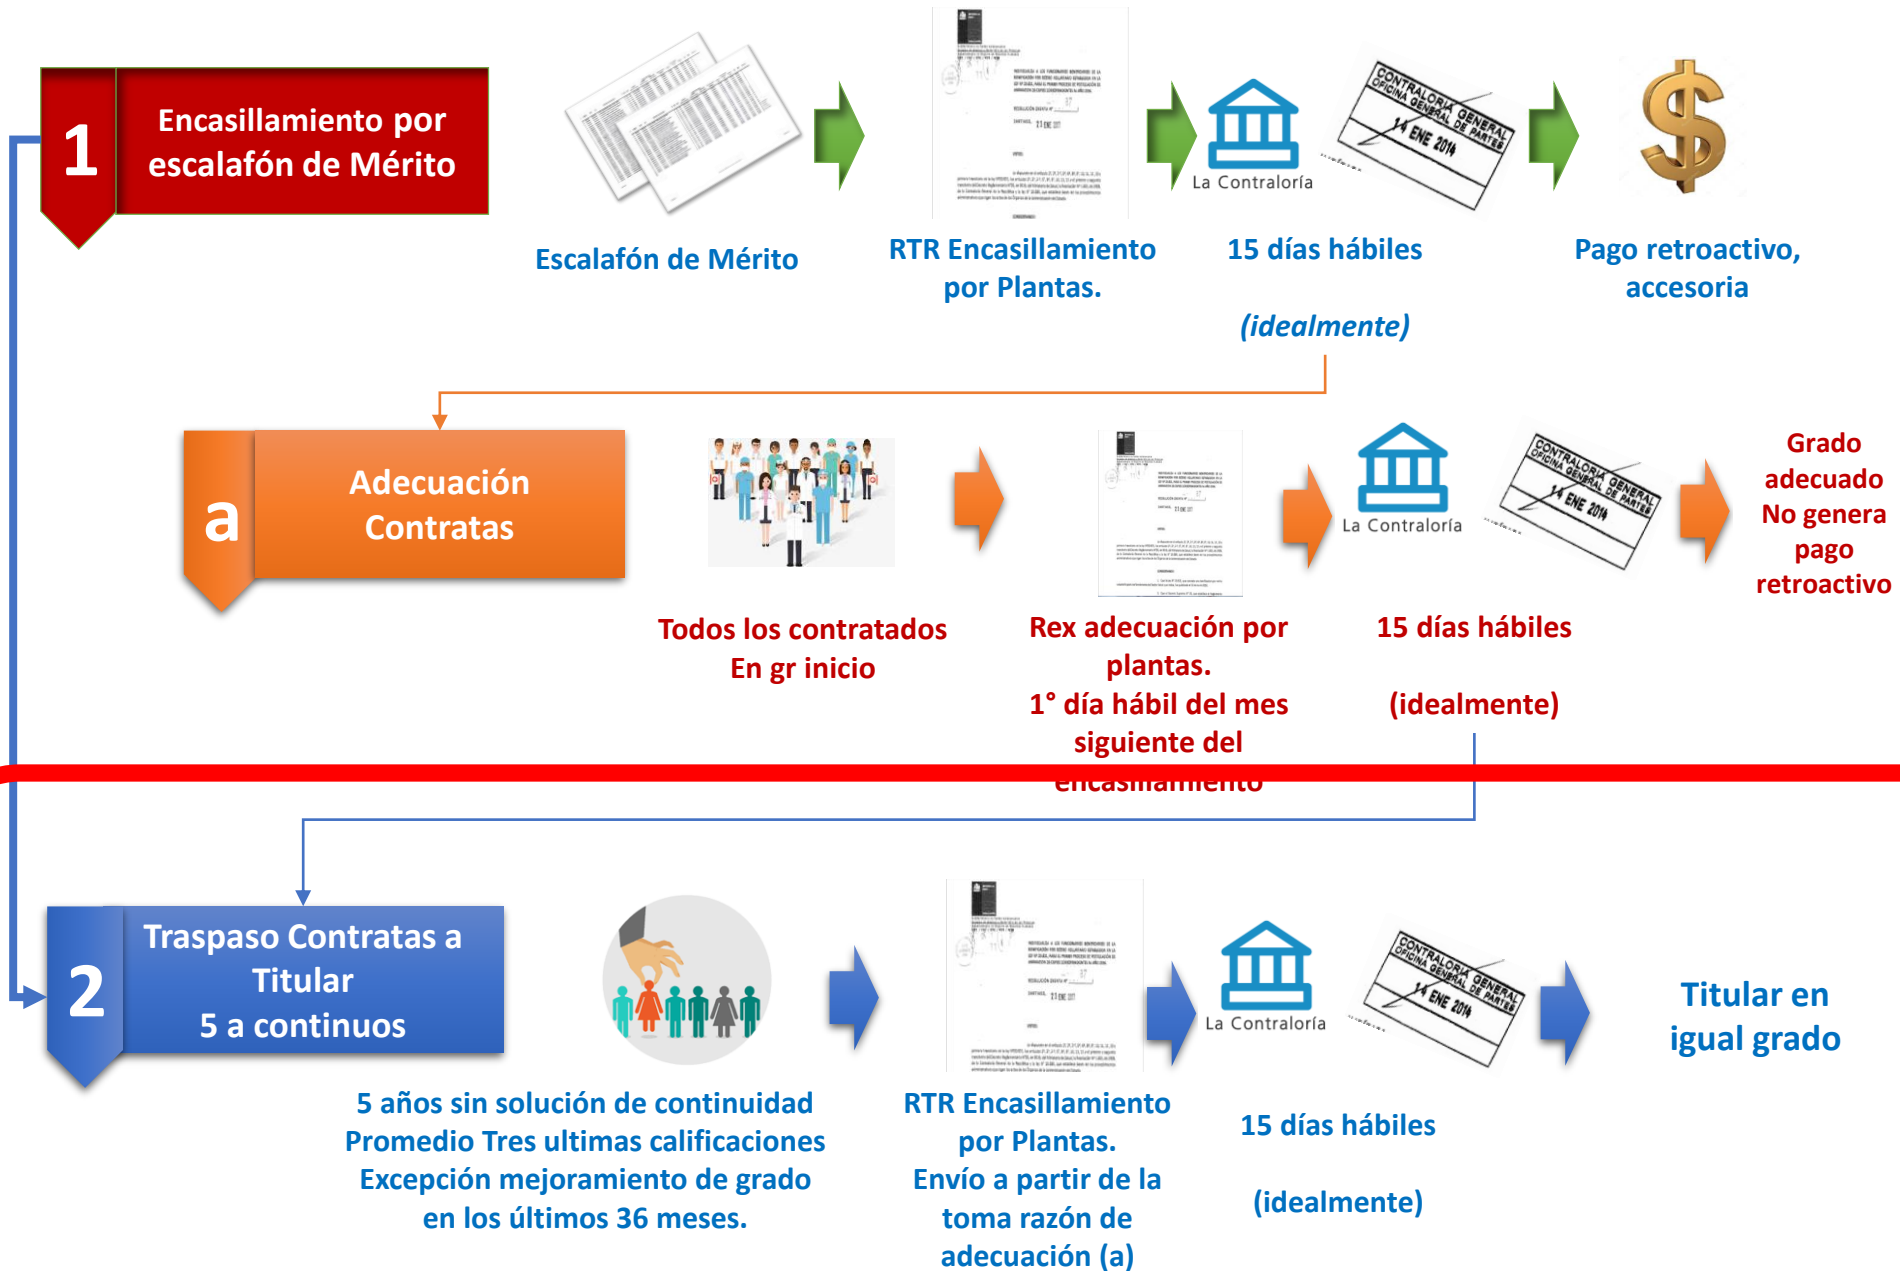 1
Encasillamiento por
escalafón de Mérito
Escalafón de Mérito
RESOLUCIÓN EXENTA N°
SANTIAGO,
RTR Encasillamiento
por Plantas.
La Contraloría
CONTRALORIA GENERAL
OFICINA GENERAL DE PARTES
14 ENE 2014
15 días hábiles
(idealmente)
$
Pago retroactivo,
accesoria
a
Adecuación
Contratas
Todos los contratados
En gr inicio
Rex adecuación por
plantas.
1° día hábil del mes
siguiente del
encasillamiento
La Contraloría
CONTRALORIA GENERAL
OFICINA GENERAL DE PARTES
14 ENE 2014
15 días hábiles
(idealmente)
Grado
adecuado
No genera
pago
retroactivo
2
Traspaso Contratas a
Titular
5 a continuos
5 años sin solución de continuidad
Promedio Tres ultimas calificaciones
Excepción mejoramiento de grado
en los últimos 36 meses.
RTR Encasillamiento
por Plantas.
Envío a partir de la
toma razón de
adecuación (a)
La Contraloría
CONTRALORIA GENERAL
OFICINA GENERAL DE PARTES
14 ENE 2014
15 días hábiles
(idealmente)
Titular en
igual grado